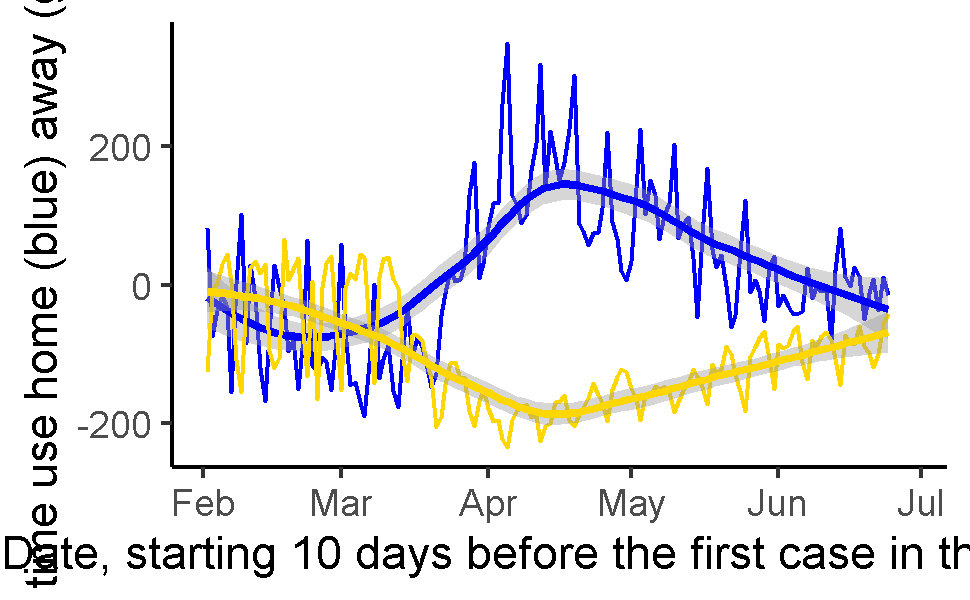 time use home (blue) away (
200
0
-200
Feb Mar Apr May Jun Jul
Date, starting 10 days before the first case in th